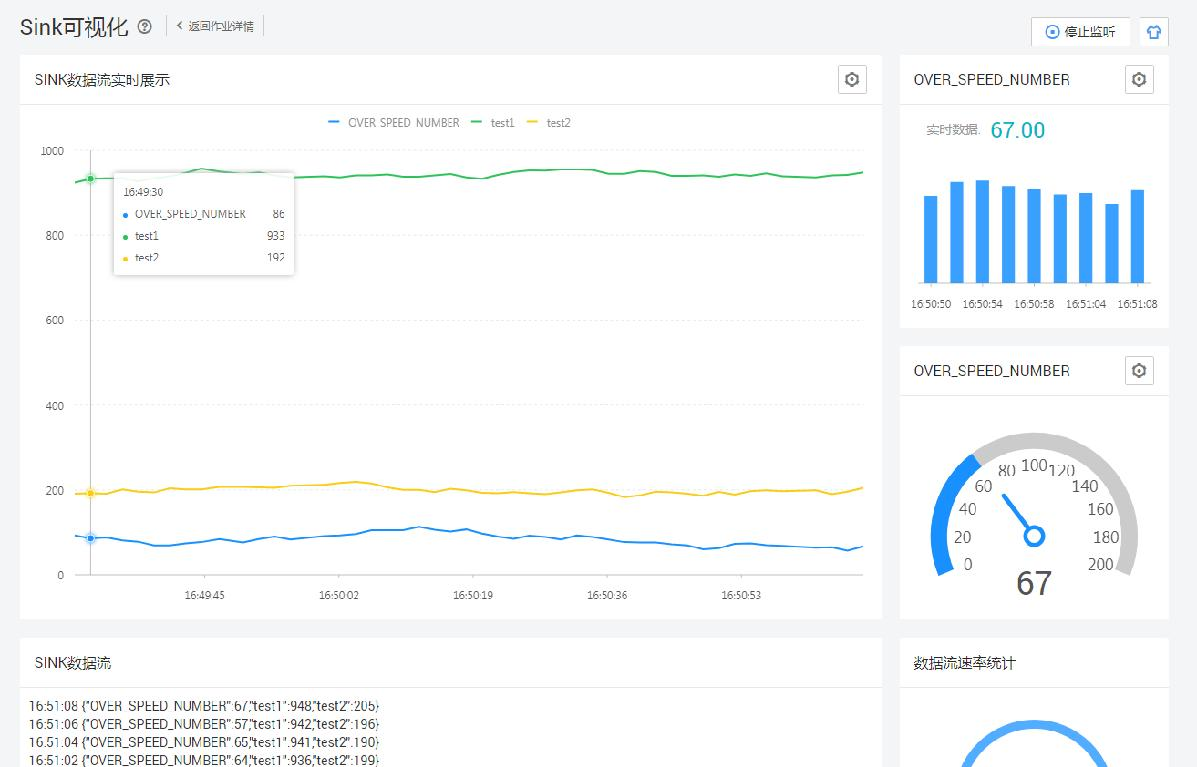 Sink可视化
返回作业详情
停止监听
SINK数据流实时展示
OVER_SPEED_NUMBER test1 test2
1000
800
600
400
200
0
16:49:30
OVER_SPEED_NUMBER 86
test1 933
test2 192
16:49:45 16:50:02 16:50:19 16:50:36 16:50:53
OVER_SPEED_NUMBER
实时数据: 67.00
16:50:50 16:50:54 16:50:58 16:51:04 16:51:08
OVER_SPEED_NUMBER
0 20 40 60 80 100 120 140 160 180 200
67
SINK数据流
16:51:08 {"OVER_SPEED_NUMBER":67,"test1":948,"test2":205}
16:51:06 {"OVER_SPEED_NUMBER":57,"test1":942,"test2":196}
16:51:04 {"OVER_SPEED_NUMBER":65,"test1":941,"test2":190}
16:51:02 {"OVER_SPEED_NUMBER":64,"test1":936,"test2":199}
数据流速率统计